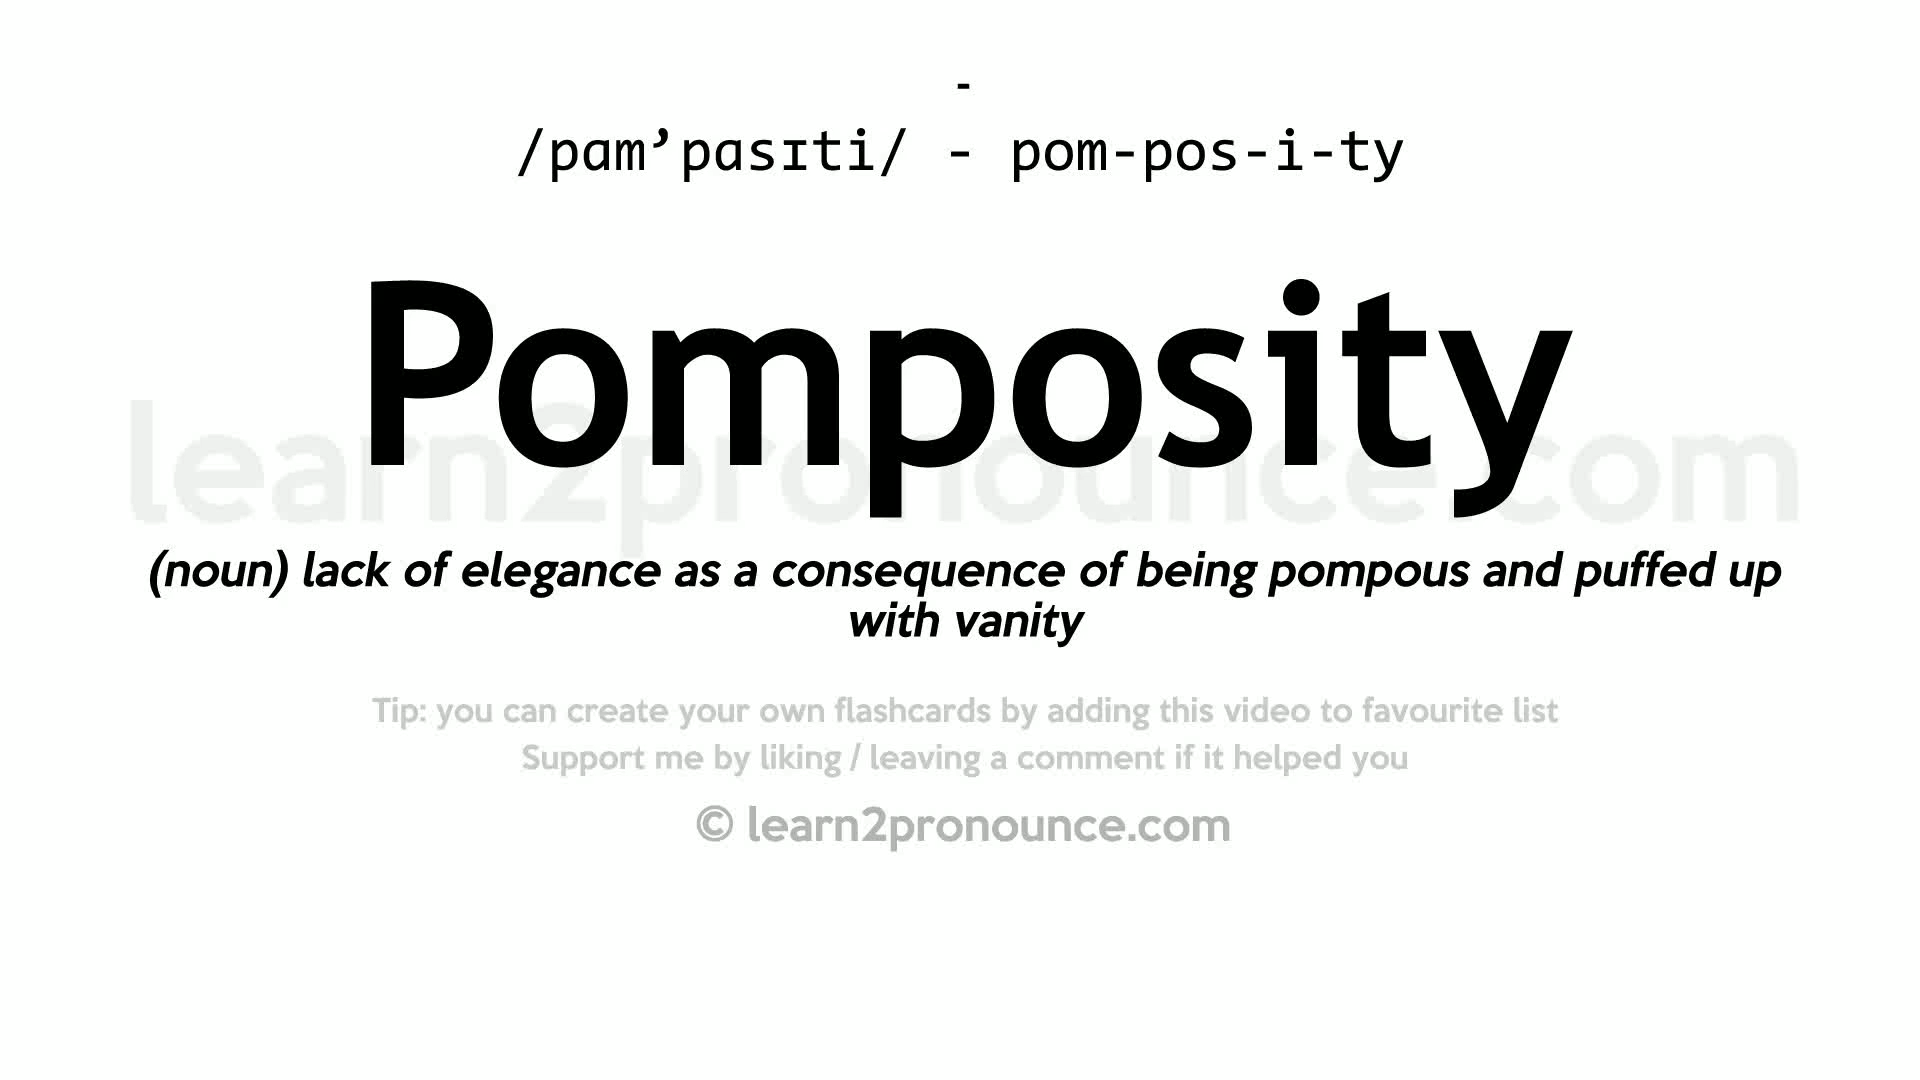 -
/pɑm’pɑsɪti/ - pom-pos-i-ty
Pomposity
learn2pronounce.com
(noun) lack of elegance as a consequence of being pompous and puffed up
with vanity
Tip: you can create your own flashcards by adding this video to favourite list
Support me by liking / leaving a comment if it helped you
© learn2pronounce.com